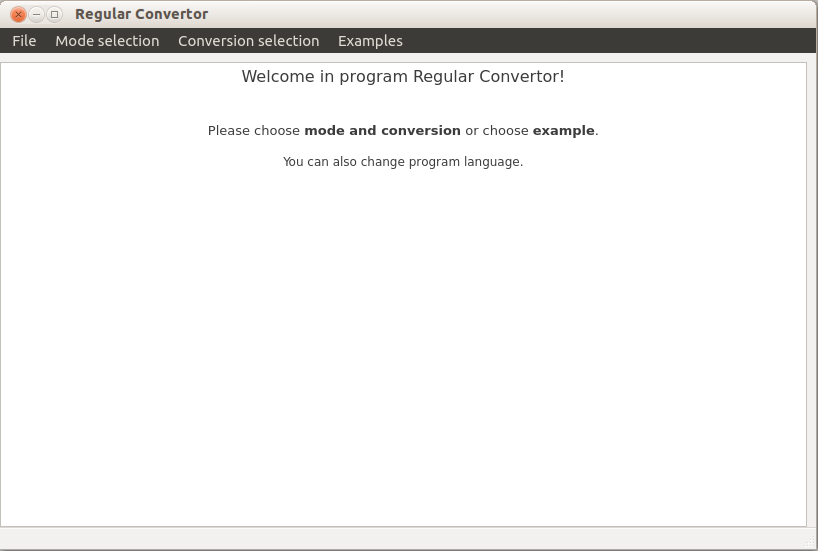 Regular Convertor
File Mode selection Conversion selection Examples
Welcome in program Regular Convertor!
Please choose mode and conversion or choose example.
You can also change program language.